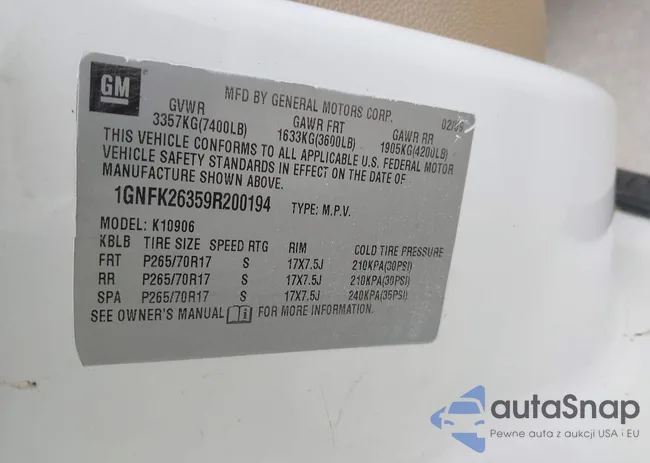 GM
MFD BY GENERAL MOTORS CORP.
GVWR GAWR FRT GAWR RR
3357KG(7400LB) 1633KG(3600LB) 1905KG(4200LB)
THIS VEHICLE CONFORMS TO ALL APPLICABLE U.S. FEDERAL MOTOR
VEHICLE SAFETY STANDARDS IN EFFECT ON THE DATE OF
MANUFACTURE SHOWN ABOVE.
1GNFK26359R200194 TYPE: M.P.V.
MODEL: K10906
KBLB TIRE SIZE SPEED RTG RIM COLD TIRE PRESSURE
FRT P265/70R17 S 17X7.5J 210KPA(30PSI)
RR P265/70R17 S 17X7.5J 210KPA(30PSI)
SPA P265/70R17 S 17X7.5J 240KPA(35PSI)
SEE OWNER'S MANUAL FOR MORE INFORMATION.
autaSnap
Pewne auta z aukcji USA i EU